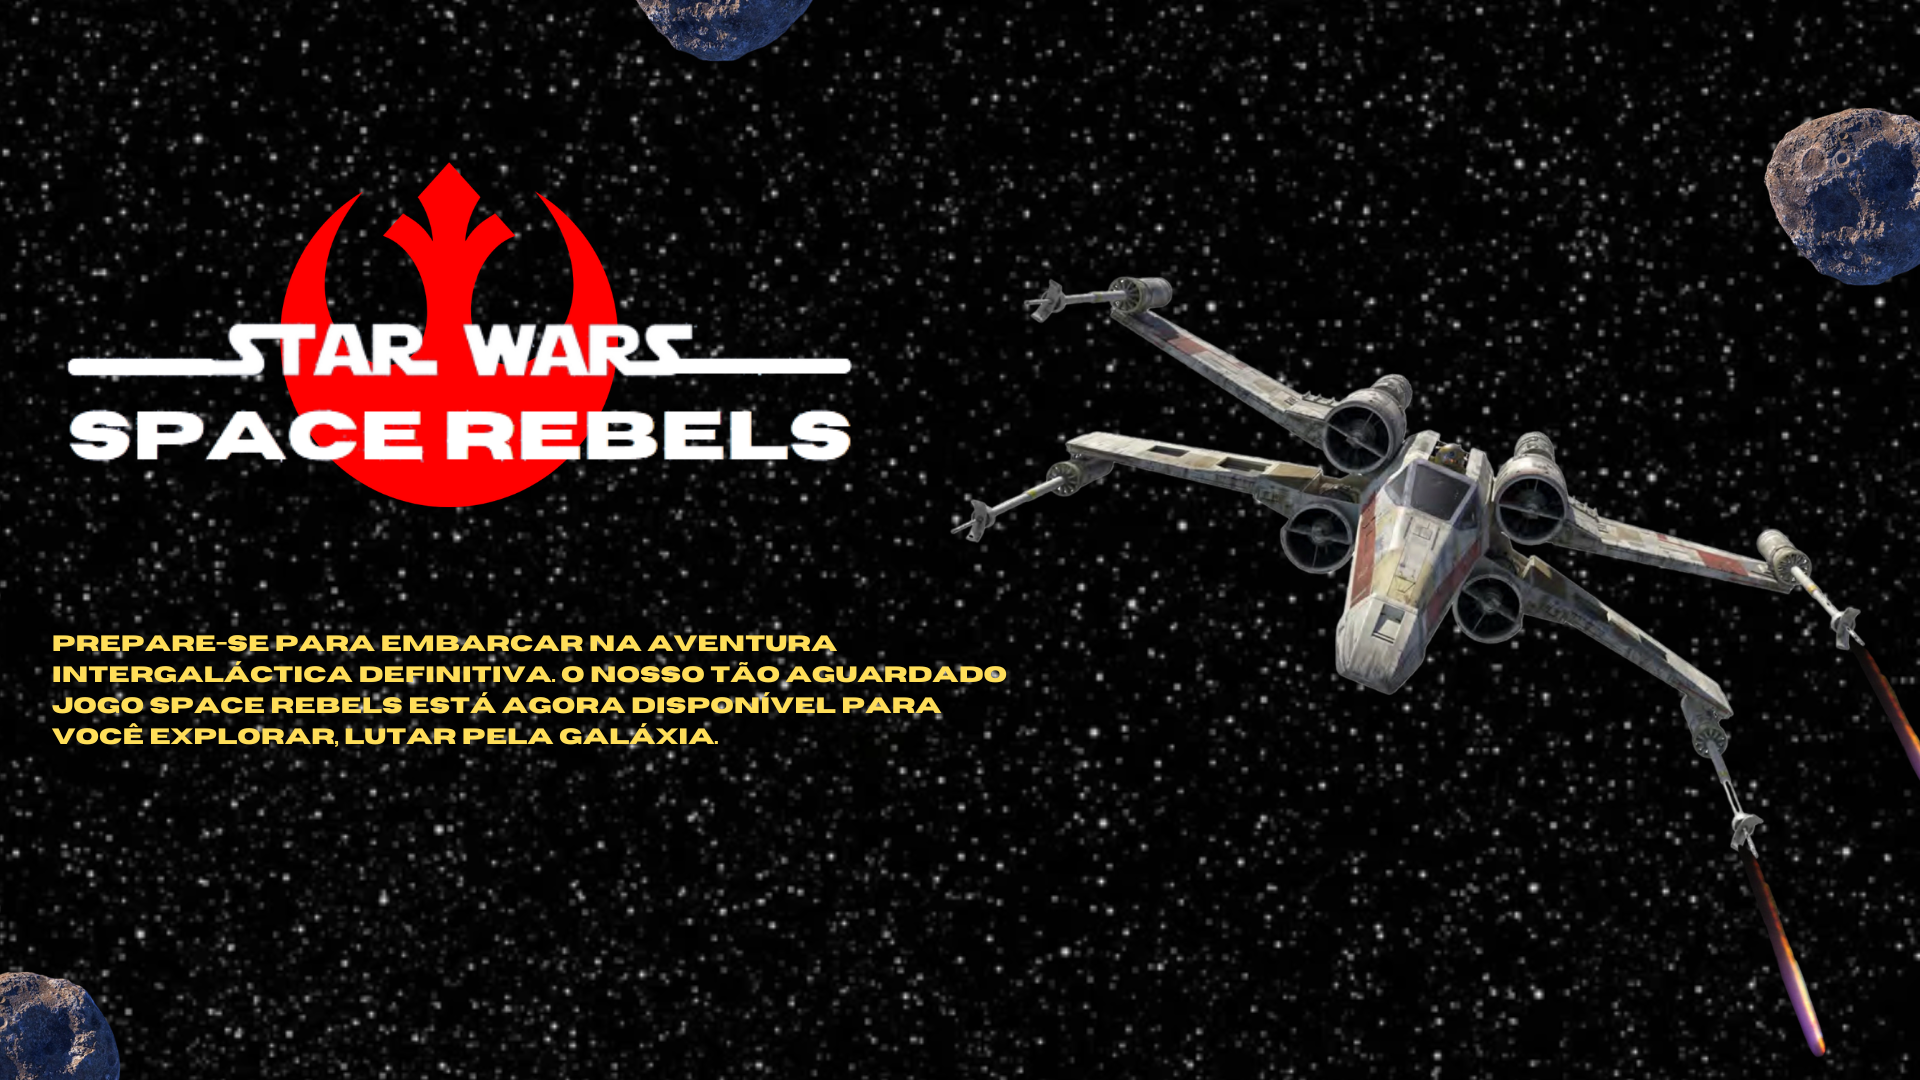 STAR WARS
SPACE REBELS
PREPARE-SE PARA EMBARCAR NA AVENTURA
INTERGALÁCTICA DEFINITIVA. O NOSSO TÃO AGUARDADO
JOGO SPACE REBELS ESTÁ AGORA DISPONÍVEL PARA
VOCÊ EXPLORAR, LUTAR PELA GALÁXIA.